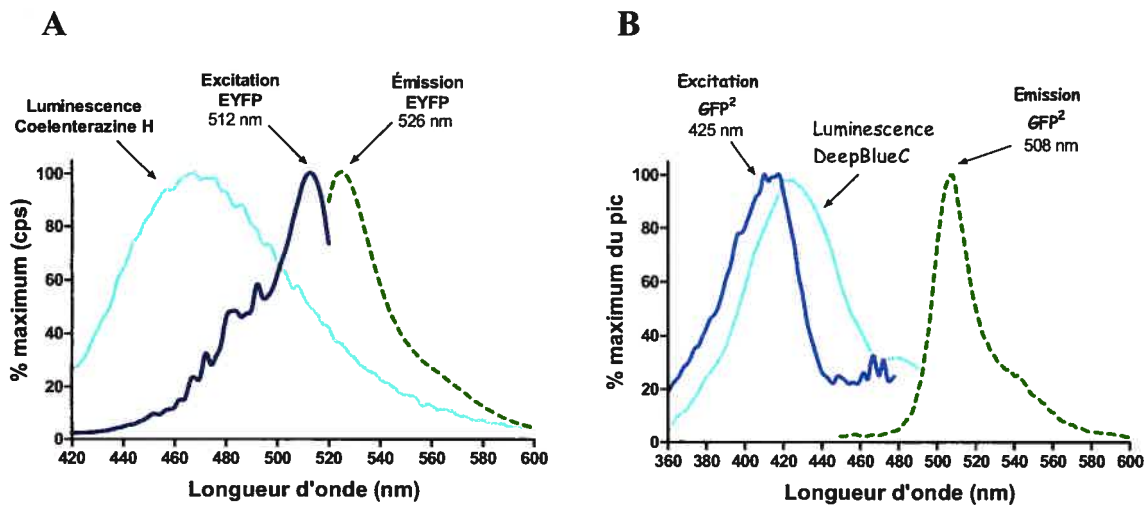 A
Luminescence
Coelenterazine H
Excitation
EYFP
512 nm
Émission
EYFP
526 nm
% maximum (cps)
100
80
60
40
20
0
420 440 460 480 500 520 540 560 580 600
Longueur d'onde (nm)
B
Excitation
GFP²
425 nm
Luminescence
DeepBlueC
Emission
GFP²
508 nm
% maximum du pic
100
80
60
40
20
0
360 380 400 420 440 460 480 500 520 540 560 580 600
Longueur d'onde (nm)